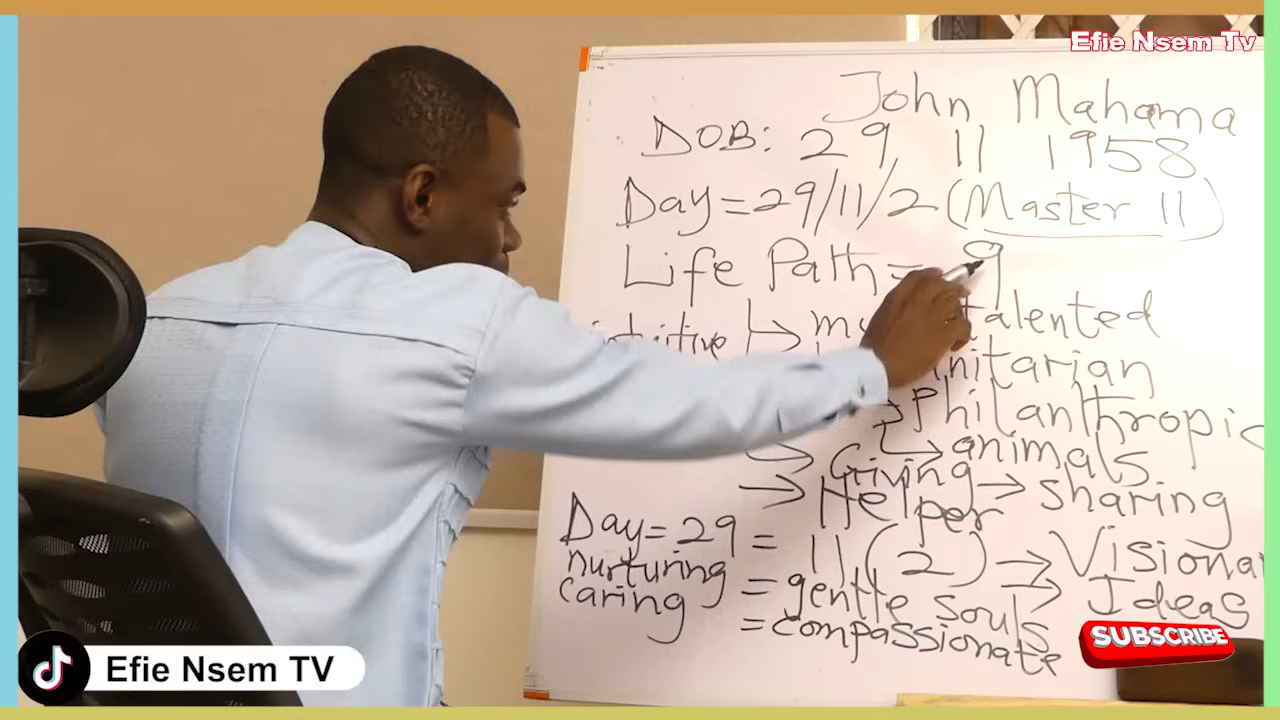 Efie Nsem Tv
John Mahama
DOB: 29 11 1958
Day = 29/11/2 (Master 11)
Life Path = 9
talented
→ philanthropic
↳ animals
→ Giving
→ Helper → sharing
Day = 29 = 11 (2) → Visiona
nurturing = gentle souls → Ideas
caring = compassionate
SUBSCRIBE
Efie Nsem TV